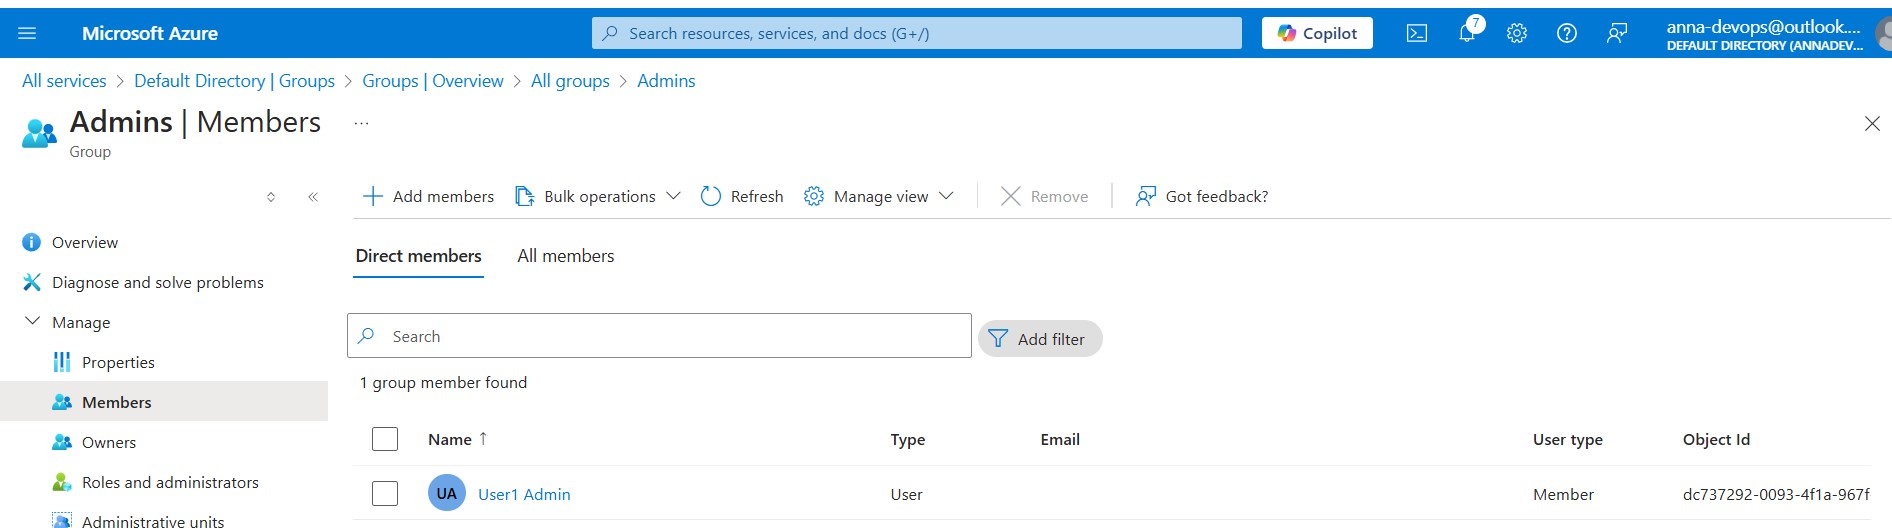 Microsoft Azure
Search resources, services, and docs (G+/)
Copilot
7
anna-devops@outlook....
DEFAULT DIRECTORY (ANNADEV...
All services > Default Directory | Groups > Groups | Overview > All groups > Admins
Admins | Members
...
Group
Add members
Bulk operations
Refresh
Manage view
Remove
Got feedback?
Overview
Diagnose and solve problems
Manage
Properties
Members
Owners
Roles and administrators
Administrative units
Direct members
All members
Search
Add filter
1 group member found
Name ↑ Type Email User type Object Id
UA User1 Admin User Member dc737292-0093-4f1a-967f